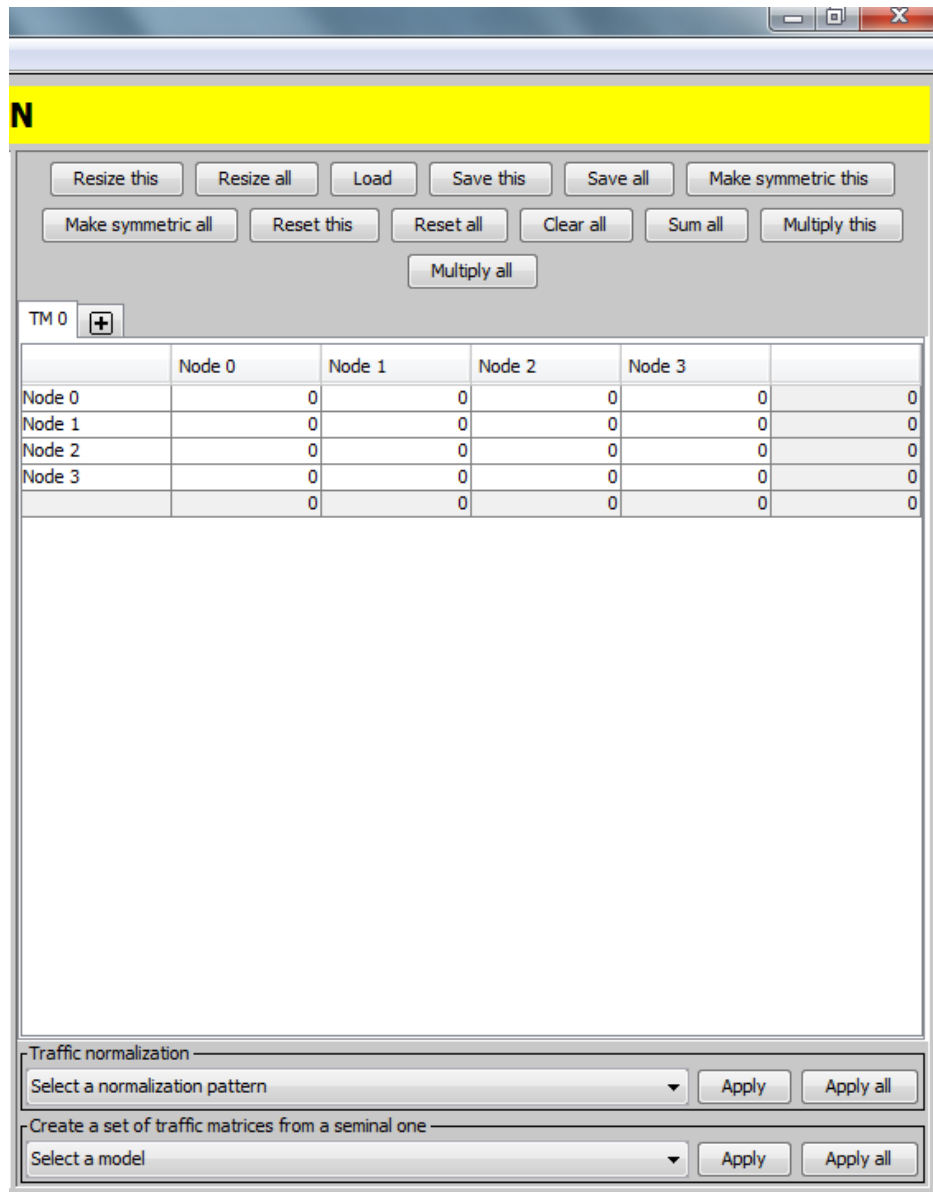 N
Resize this Resize all Load Save this Save all Make symmetric this
Make symmetric all Reset this Reset all Clear all Sum all Multiply this
Multiply all
TM 0
Node 0 Node 1 Node 2 Node 3
Node 0 0 0 0 0 0
Node 1 0 0 0 0 0
Node 2 0 0 0 0 0
Node 3 0 0 0 0 0
0 0 0 0 0
Traffic normalization
Select a normalization pattern Apply Apply all
Create a set of traffic matrices from a seminal one
Select a model Apply Apply all